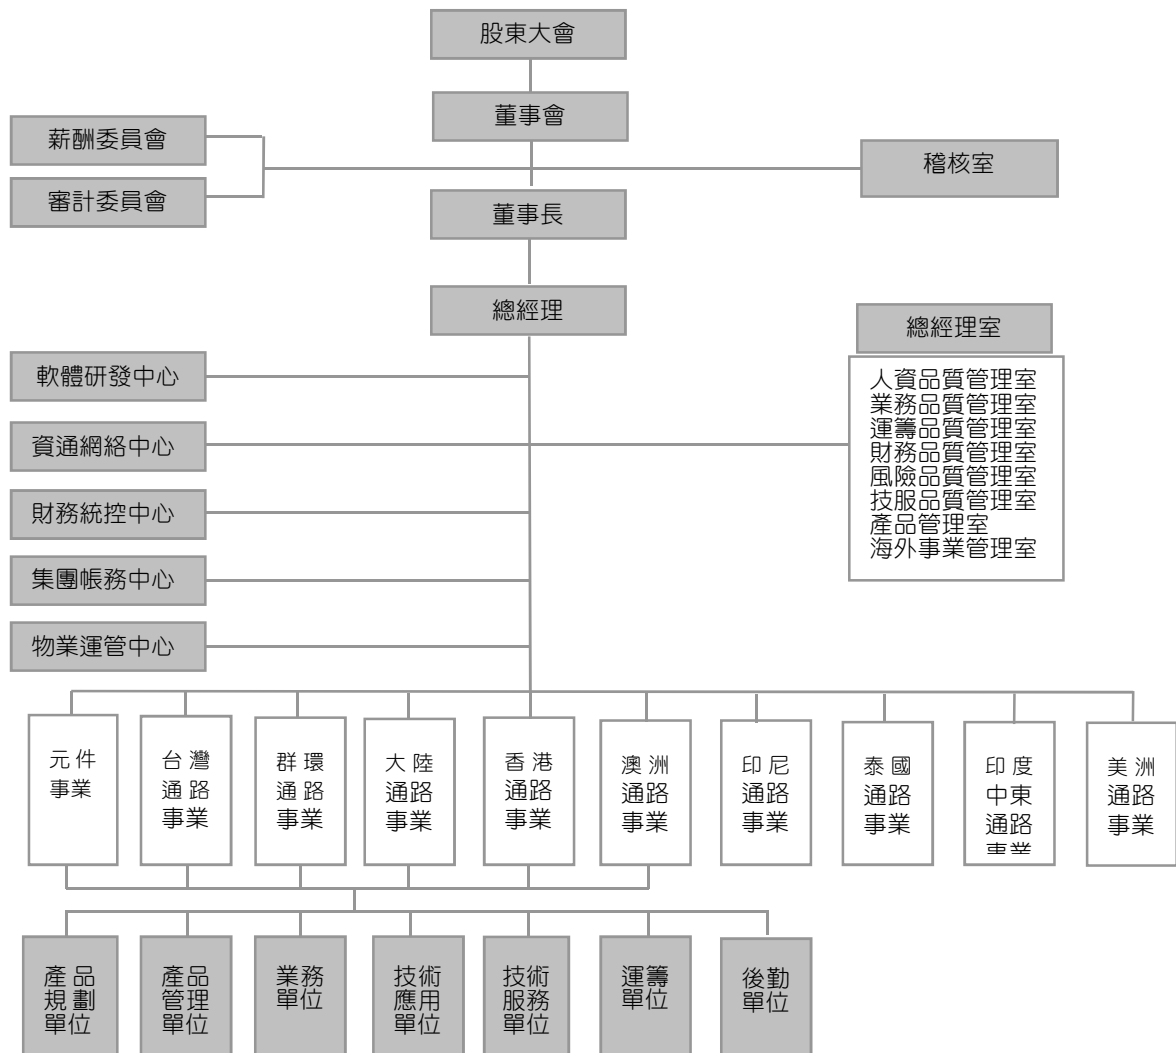 股東大會
董事會
薪酬委員會
稽核室
審計委員會
董事長
總經理
總經理室
軟體研發中心
人資品質管理室
業務品質管理室
運籌品質管理室
財務品質管理室
風險品質管理室
技服品質管理室
產品管理室
海外事業管理室
資通網絡中心
財務統控中心
集團帳務中心
物業運管中心
元件
事業
台灣
通路
事業
群環
通路
事業
大陸
通路
事業
香港
通路
事業
澳洲
通路
事業
印尼
通路
事業
泰國
通路
事業
印度
中東
通路
事業
美洲
通路
事業
產品
規劃
單位
產品
管理
單位
業務
單位
技術
應用
單位
技術
服務
單位
運籌
單位
後勤
單位